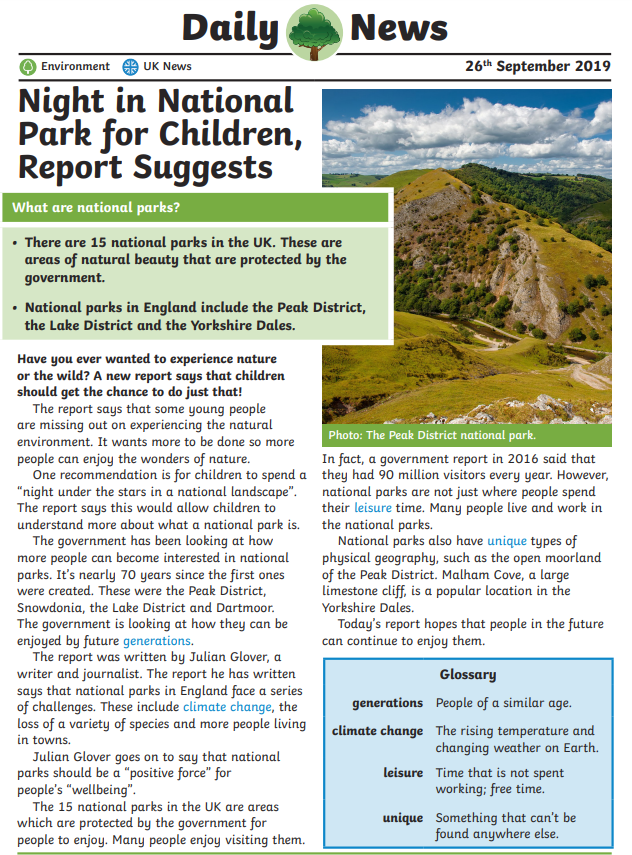 Daily News
Environment
UK News
26th September 2019
Night in National
Park for Children,
Report Suggests
What are national parks?
• There are 15 national parks in the UK. These are
areas of natural beauty that are protected by the
government.
• National parks in England include the Peak District,
the Lake District and the Yorkshire Dales.
Have you ever wanted to experience nature
or the wild? A new report says that children
should get the chance to do just that!
The report says that some young people
are missing out on experiencing the natural
environment. It wants more to be done so more
people can enjoy the wonders of nature.
One recommendation is for children to spend a
“night under the stars in a national landscape”.
The report says this would allow children to
understand more about what a national park is.
The government has been looking at how
more people can become interested in national
parks. It’s nearly 70 years since the first ones
were created. These were the Peak District,
Snowdonia, the Lake District and Dartmoor.
The government is looking at how they can be
enjoyed by future generations.
The report was written by Julian Glover, a
writer and journalist. The report he has written
says that national parks in England face a series
of challenges. These include climate change, the
loss of a variety of species and more people living
in towns.
Julian Glover goes on to say that national
parks should be a “positive force” for
people’s “wellbeing”.
The 15 national parks in the UK are areas
which are protected by the government for
people to enjoy. Many people enjoy visiting them.
Photo: The Peak District national park.
In fact, a government report in 2016 said that
they had 90 million visitors every year. However,
national parks are not just where people spend
their leisure time. Many people live and work in
the national parks.
National parks also have unique types of
physical geography, such as the open moorland
of the Peak District. Malham Cove, a large
limestone cliff, is a popular location in the
Yorkshire Dales.
Today’s report hopes that people in the future
can continue to enjoy them.
Glossary
generations People of a similar age.
climate change The rising temperature and
changing weather on Earth.
leisure Time that is not spent
working; free time.
unique Something that can’t be
found anywhere else.